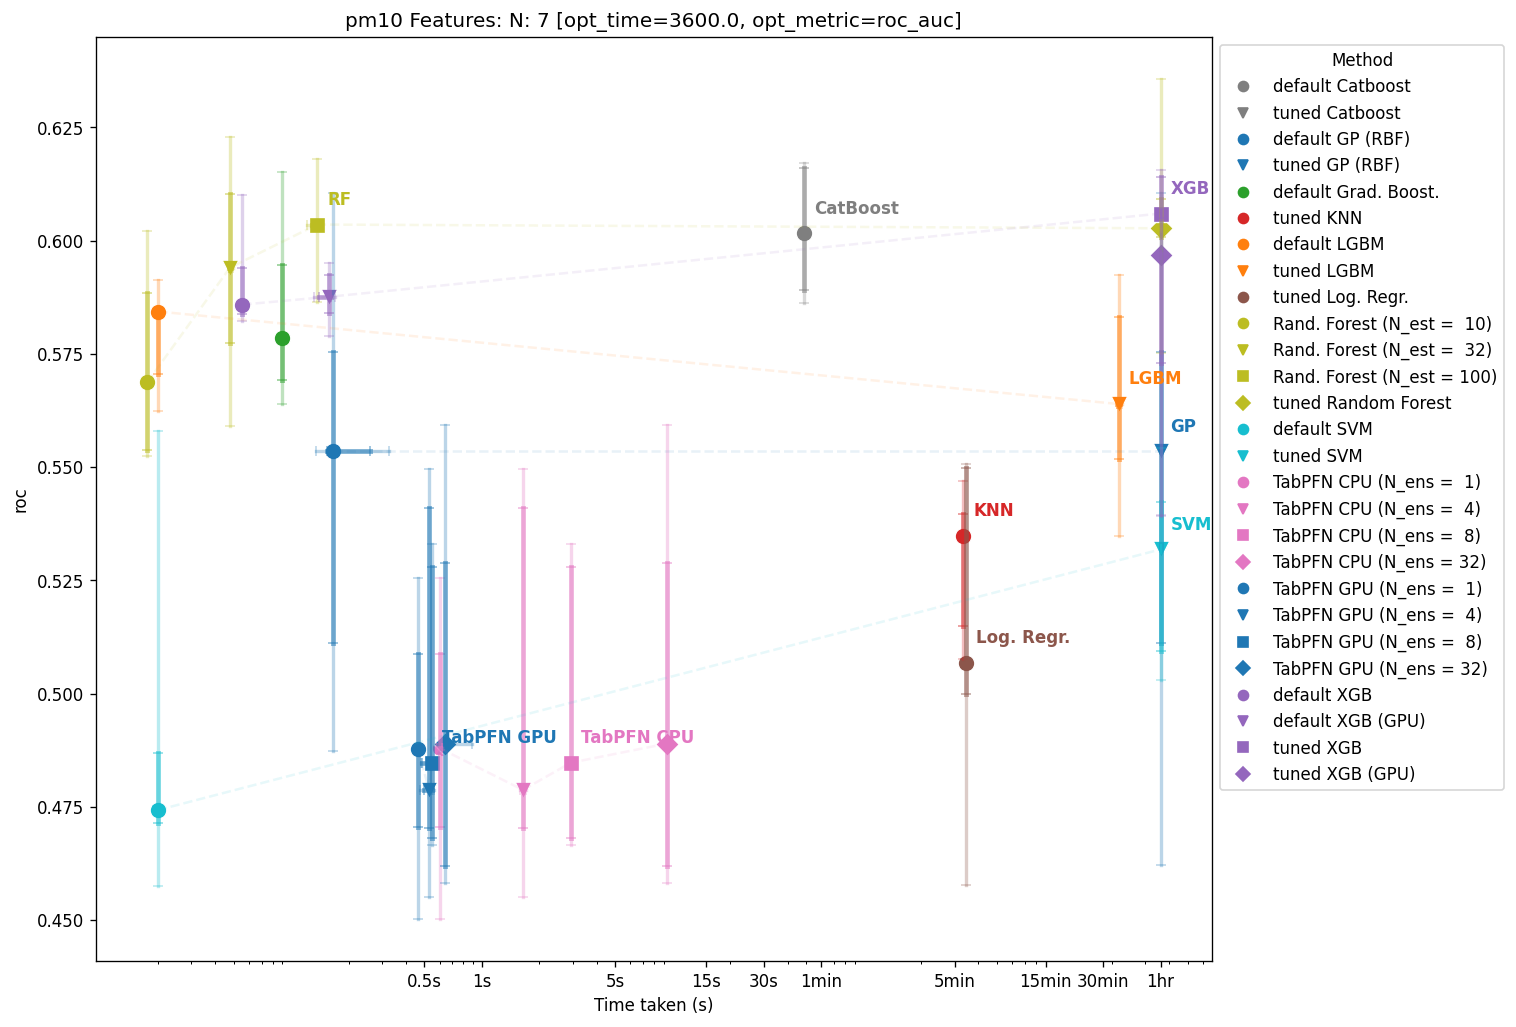 pm10 Features: N: 7 [opt_time=3600.0, opt_metric=roc_auc]
roc
0.625
0.600
0.575
0.550
0.525
0.500
0.475
0.450
RF
CatBoost
XGB
LGBM
GP
KNN
SVM
Log. Regr.
TabPFN GPU
TabPFN CPU
0.5s 1s 5s 15s 30s 1min 5min 15min 30min 1hr
Time taken (s)
Method
default Catboost
tuned Catboost
default GP (RBF)
tuned GP (RBF)
default Grad. Boost.
tuned KNN
default LGBM
tuned LGBM
tuned Log. Regr.
Rand. Forest (N_est =  10)
Rand. Forest (N_est =  32)
Rand. Forest (N_est = 100)
tuned Random Forest
default SVM
tuned SVM
TabPFN CPU (N_ens =  1)
TabPFN CPU (N_ens =  4)
TabPFN CPU (N_ens =  8)
TabPFN CPU (N_ens = 32)
TabPFN GPU (N_ens =  1)
TabPFN GPU (N_ens =  4)
TabPFN GPU (N_ens =  8)
TabPFN GPU (N_ens = 32)
default XGB
default XGB (GPU)
tuned XGB
tuned XGB (GPU)